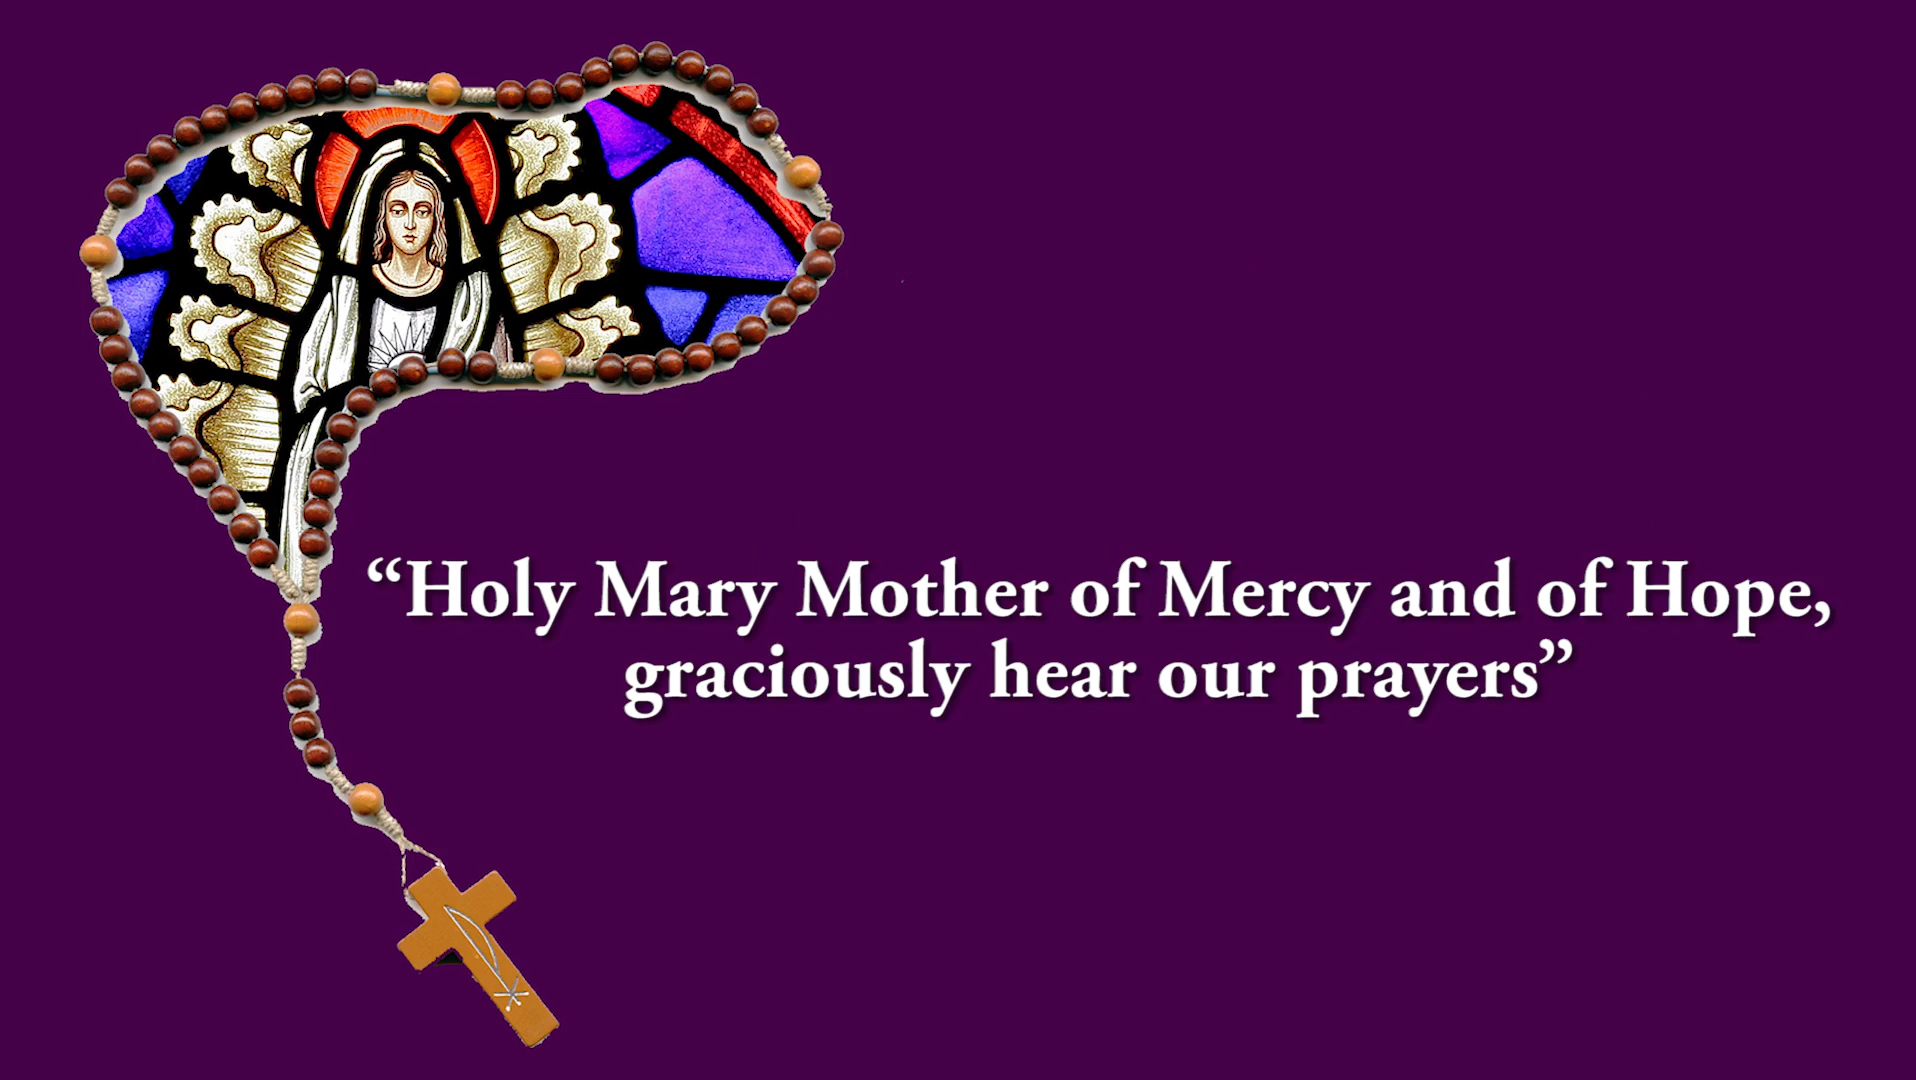 “Holy Mary Mother of Mercy and of Hope,
graciously hear our prayers”